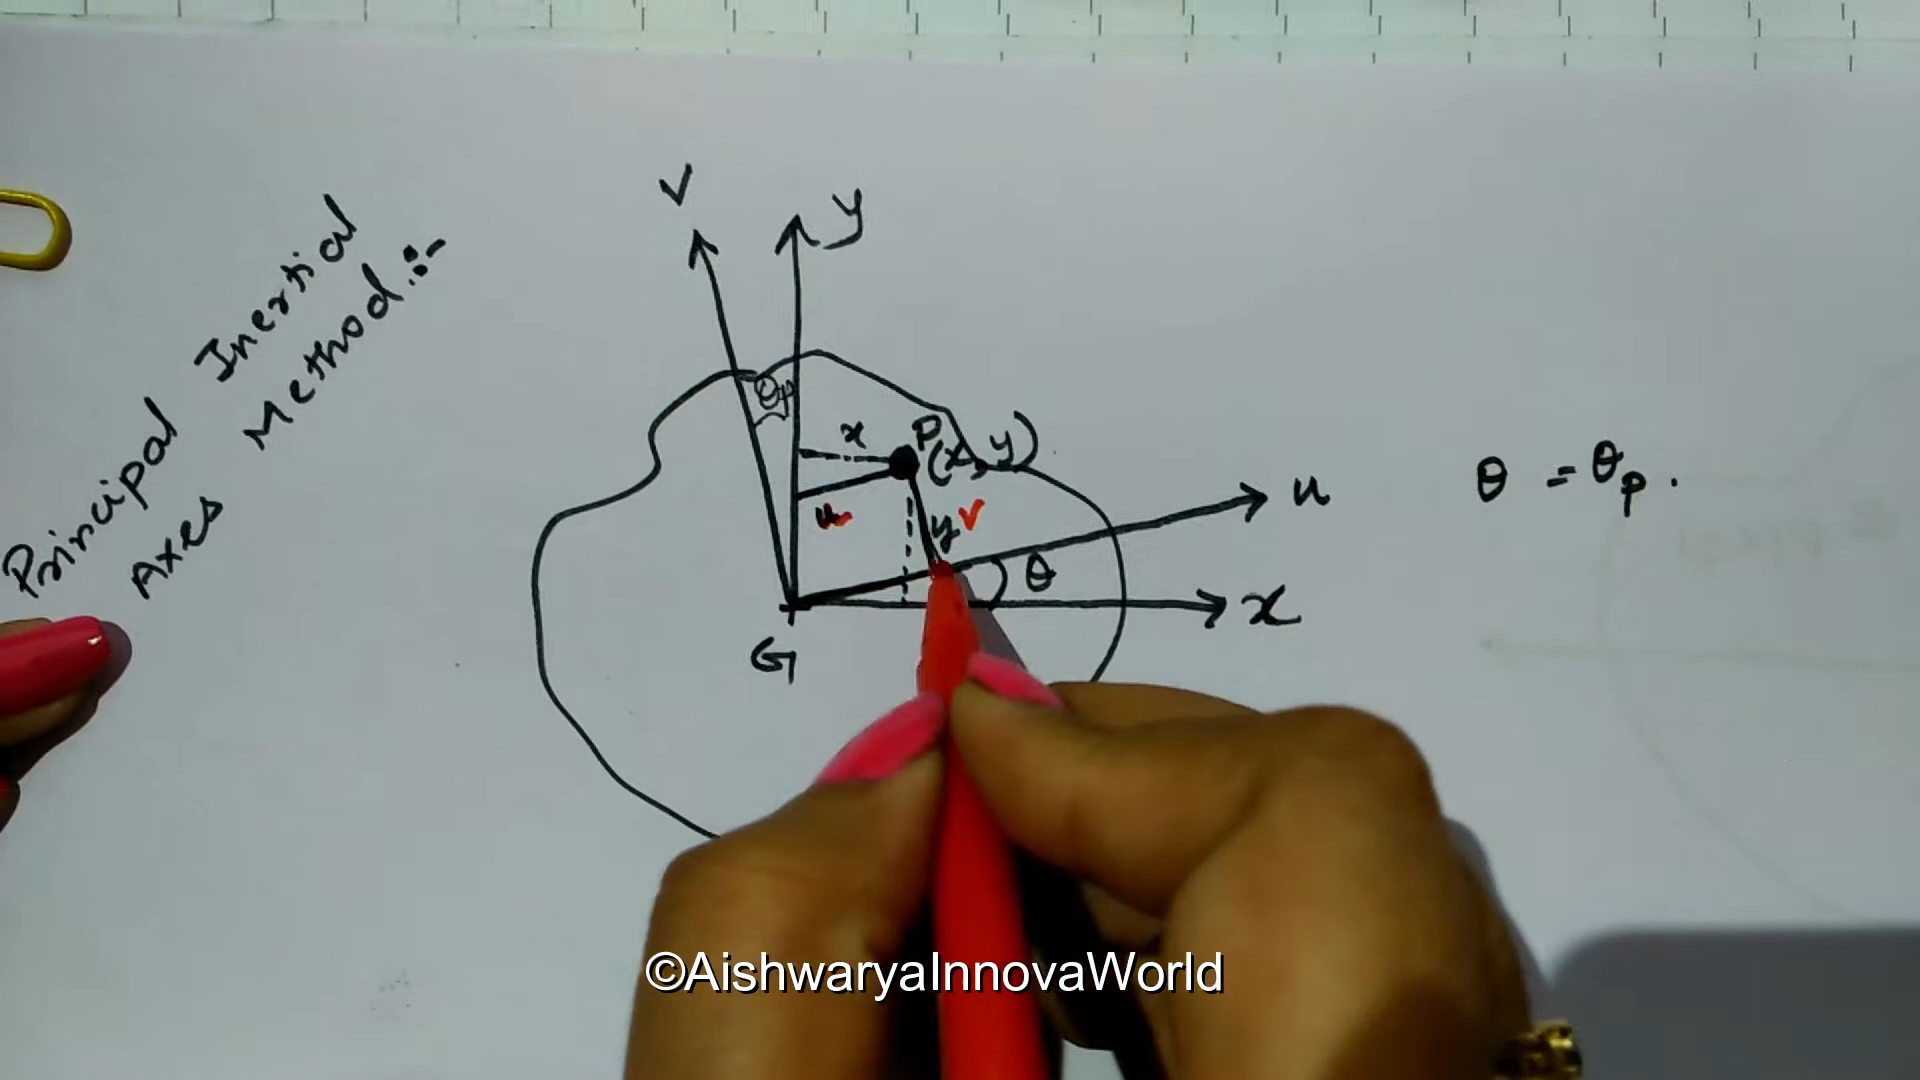 Principal Inertial
Axes Method :-
v
y
θp
x
P
(x, y)
u
y v
u
θ
x
G
θ = θp .
©AishwaryaInnovaWorld